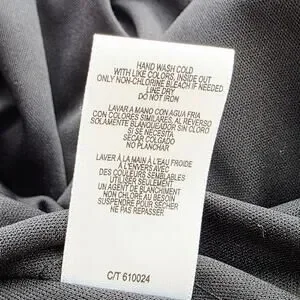 HAND WASH COLD
WITH LIKE COLORS, INSIDE OUT
ONLY NON-CHLORINE BLEACH IF NEEDED
LINE DRY
DO NOT IRON
LAVAR A MANO CON AGUA FRIA
CON COLORES SIMILARES, AL REVERSO
SOLAMENTE BLANQUEADOR SIN CLORO
SI SE NECESITA
SECAR COLGADO
NO PLANCHAR
LAVER À LA MAIN À L'EAU FROIDE
À L'ENVERS AVEC
DES COULEURS SEMBLABLES
UTILISER SEULEMENT
UN AGENT DE BLANCHIMENT
NON CHLORÉ AU BESOIN
SUSPENDRE POUR SÉCHER
NE PAS REPASSER
C/T 610024